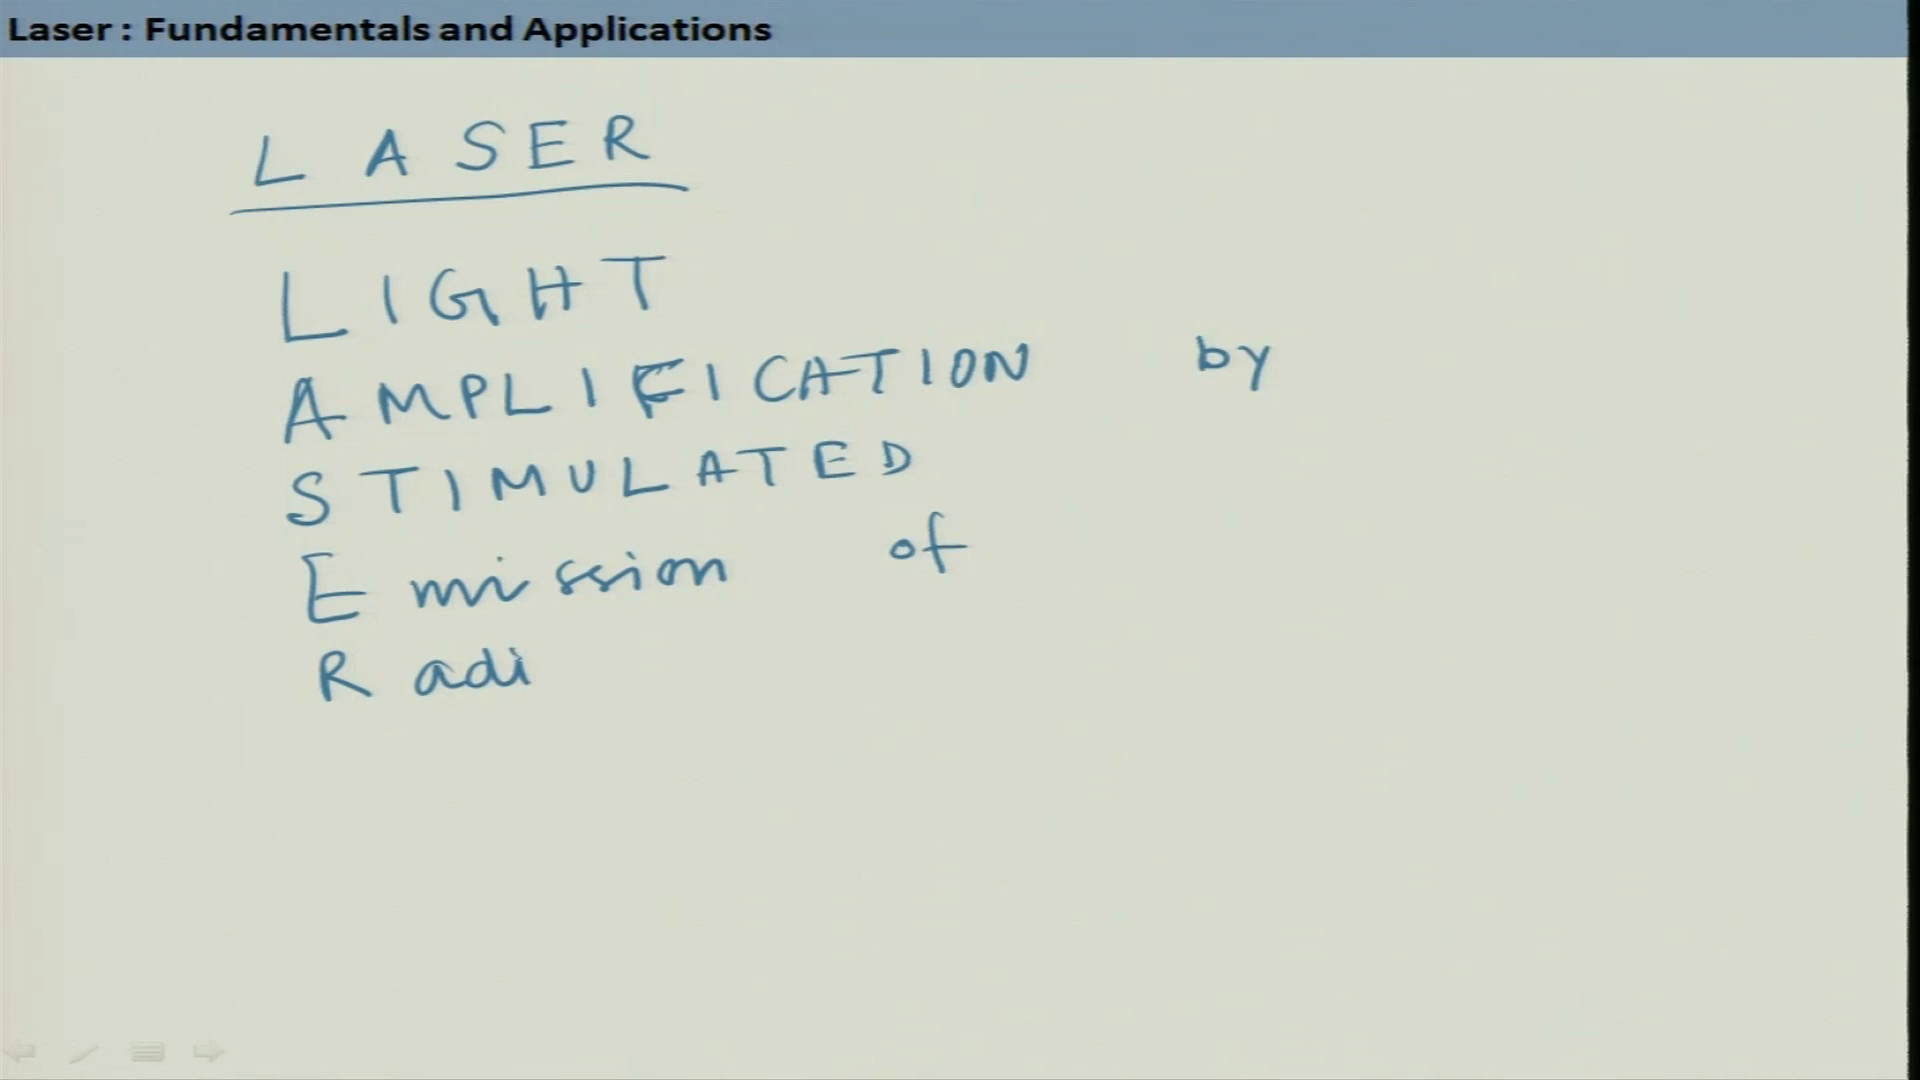 Laser : Fundamentals and Applications
LASER
LIGHT
AMPLIFICATION by
STIMULATED
Emission of
Radi